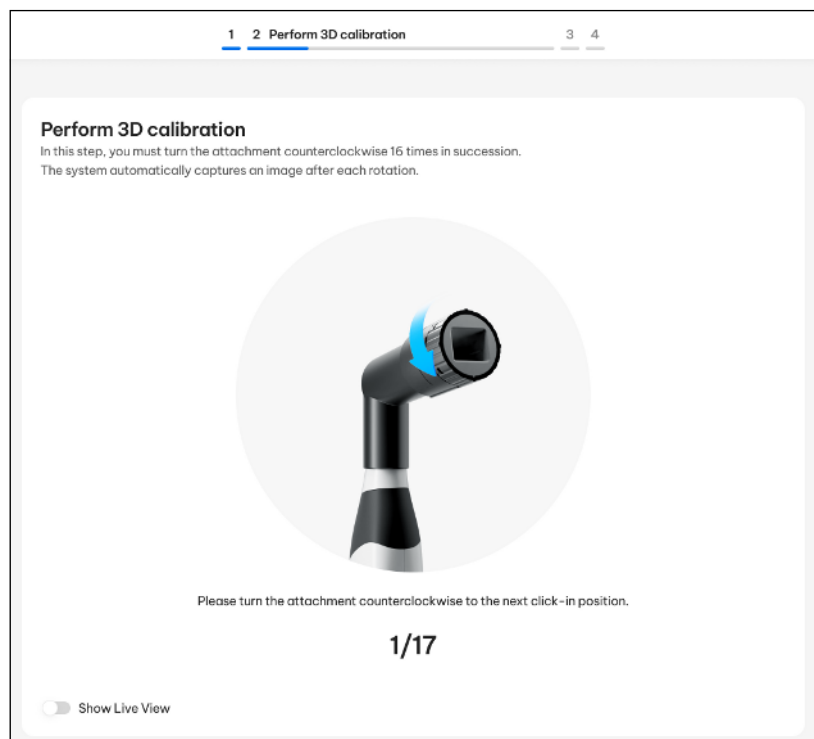 1 2 Perform 3D calibration 3 4
Perform 3D calibration
In this step, you must turn the attachment counterclockwise 16 times in succession.
The system automatically captures an image after each rotation.
Please turn the attachment counterclockwise to the next click-in position.
1/17
Show Live View